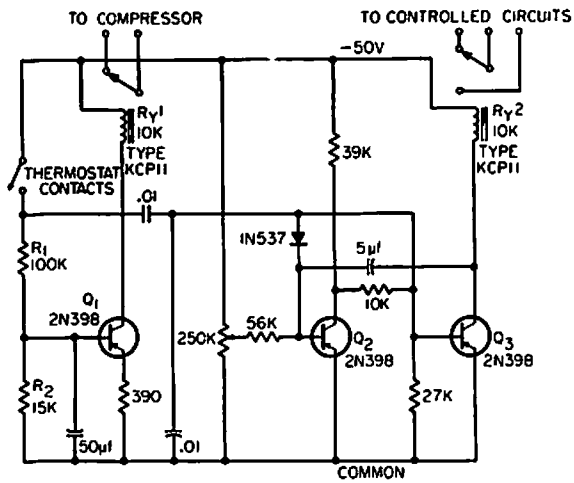 TO COMPRESSOR
TO CONTROLLED CIRCUITS
-50V
RY1
10K
TYPE
KCP11
RY2
10K
TYPE
KCP11
THERMOSTAT
CONTACTS
.01
39K
1N537
5µf
R1
100K
Q1
2N398
250K
56K
10K
Q2
2N398
Q3
2N398
R2
15K
390
27K
50µf
.01
COMMON